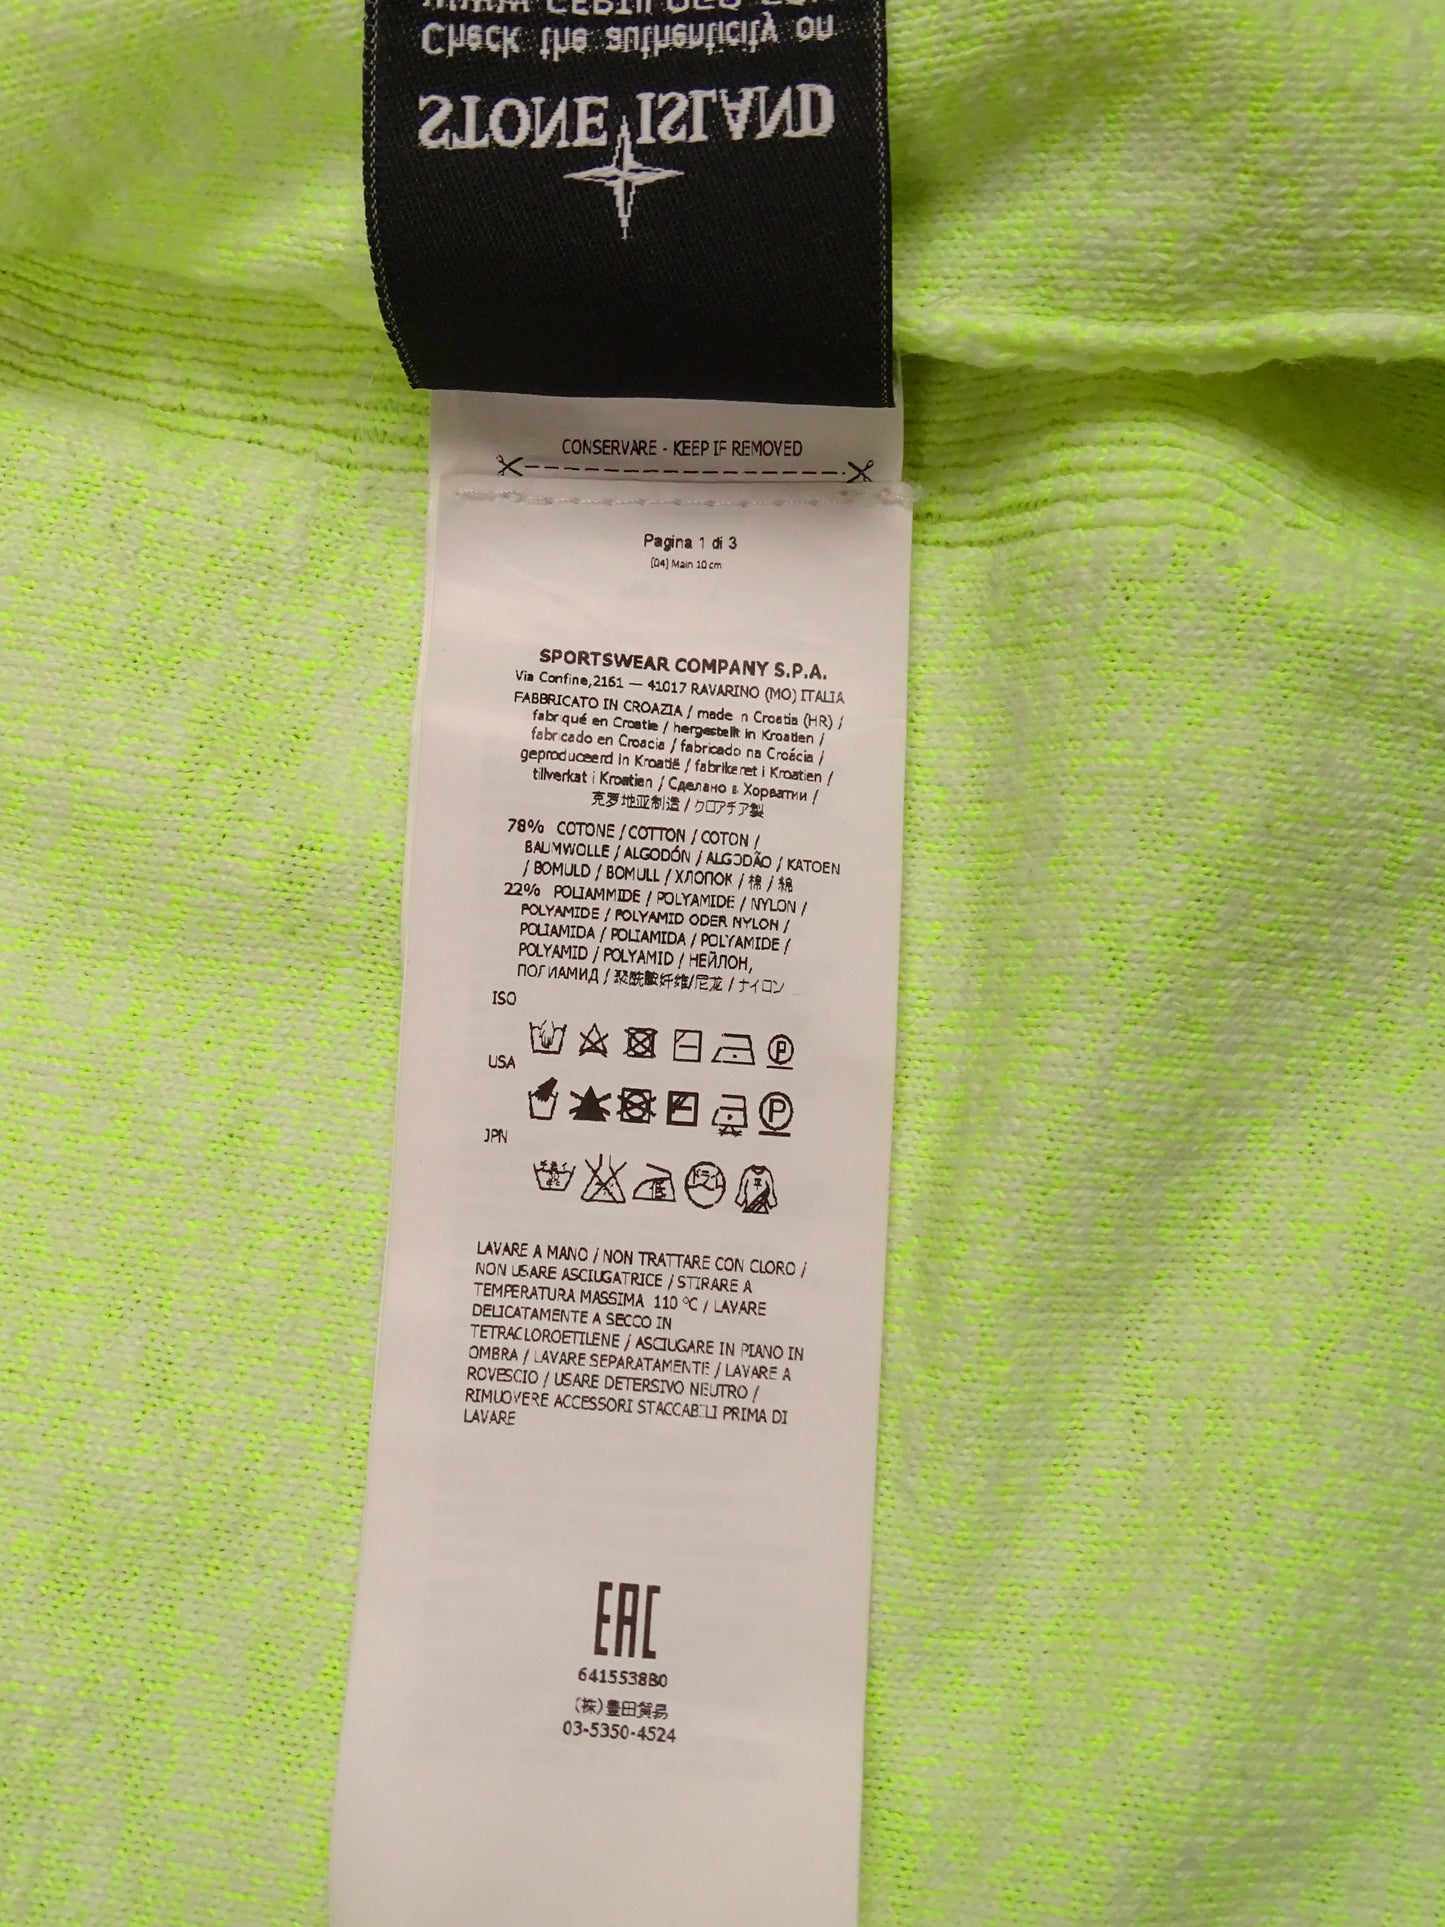 Check the authenticity on
STONE ISLAND
CONSERVARE - KEEP IF REMOVED
Pagina 1 di 3
(04) Main 10 cm
SPORTSWEAR COMPANY S.P.A.
Via Confine,2161 — 41017 RAVARINO (MO) ITALIA
FABBRICATO IN CROAZIA / made n Croatia (HR) /
fabriqué en Croatie / hergestellt in Kroatien /
fabricado en Croacia / fabricado na Croácia /
geproduceerd in Kroatië / fabrikeret i Kroatien /
tillverkat i Kroatien / Сделано в Хорватии /
克罗地亚制造 / クロアチア製
78% COTONE / COTTON / COTON /
BAUMWOLLE / ALGODÓN / ALGODÃO / KATOEN
/ BOMULD / BOMULL / ХЛОПОК / 棉 / 綿
22% POLIAMMIDE / POLYAMIDE / NYLON /
POLYAMIDE / POLYAMID ODER NYLON /
POLIAMIDA / POLIAMIDA / POLYAMIDE /
POLYAMID / POLYAMID / НЕЙЛОН,
ПОЛИАМИД / 聚酰胺纤维/尼龙 / ナイロン
ISO
P
USA
P
JPN
ドライ
LAVARE A MANO / NON TRATTARE CON CLORO /
NON USARE ASCIUGATRICE / STIRARE A
TEMPERATURA MASSIMA 110 °C / LAVARE
DELICATAMENTE A SECCO IN
TETRACLOROETILENE / ASCIUGARE IN PIANO IN
OMBRA / LAVARE SEPARATAMENTE / LAVARE A
ROVESCIO / USARE DETERSIVO NEUTRO /
RIMUOVERE ACCESSORI STACCABILI PRIMA DI
LAVARE
EAC
641553880
(株)豊田貿易
03-5350-4524